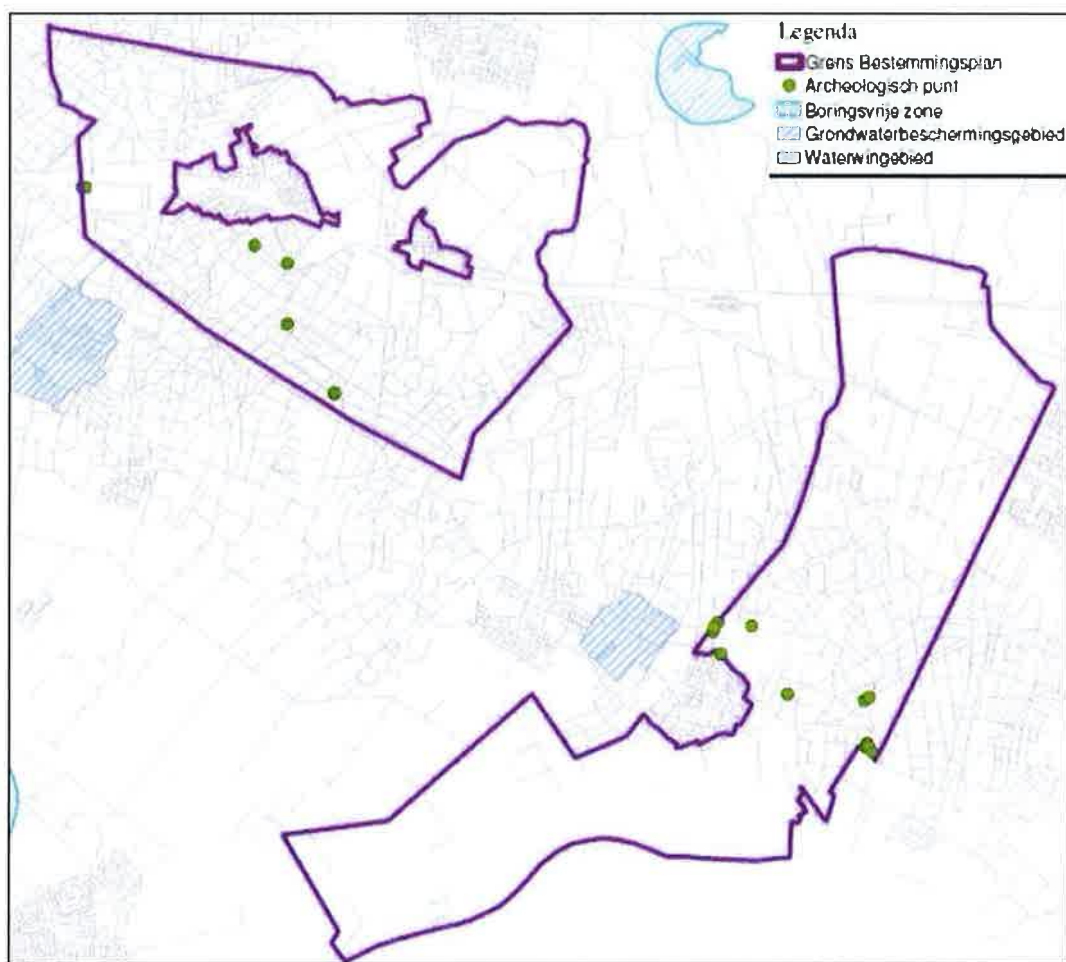 Legenda
Grens Bestemmingsplan
Archeologisch punt
Boringsvrije zone
Grondwaterbeschermingsgebied
Waterwingebied